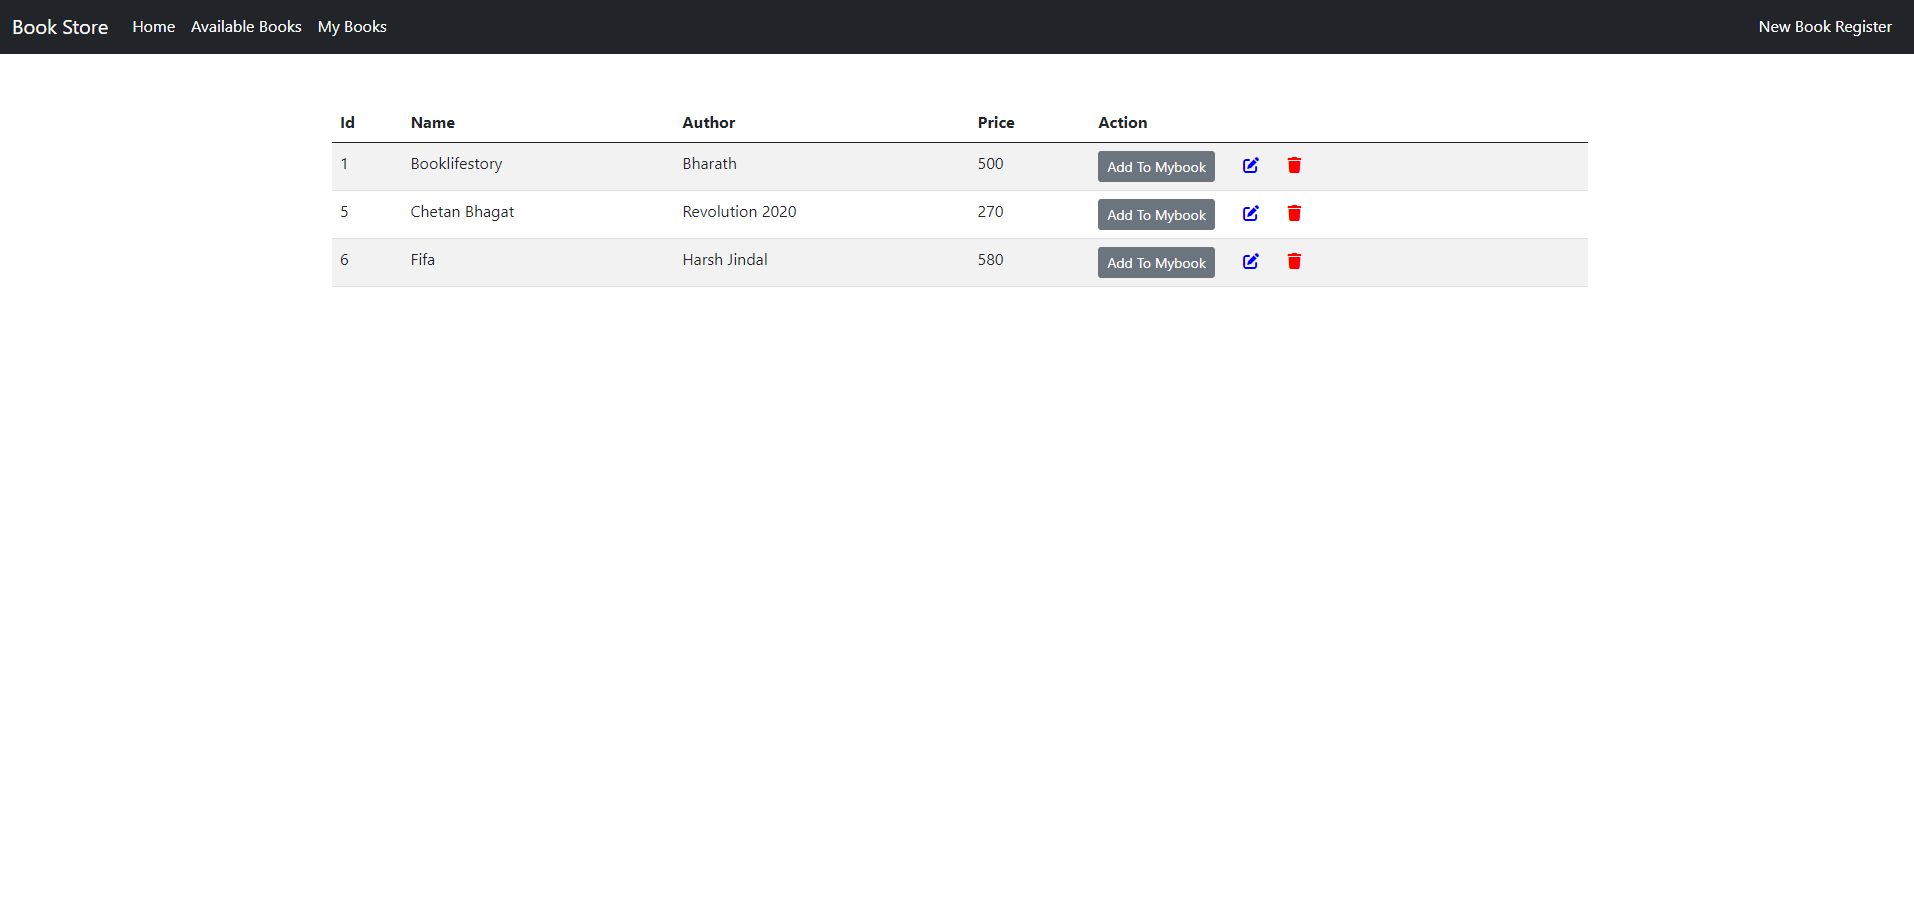 Book Store Home Available Books My Books New Book Register
Id Name Author Price Action
1 Booklifestory Bharath 500 Add To Mybook
5 Chetan Bhagat Revolution 2020 270 Add To Mybook
6 Fifa Harsh Jindal 580 Add To Mybook